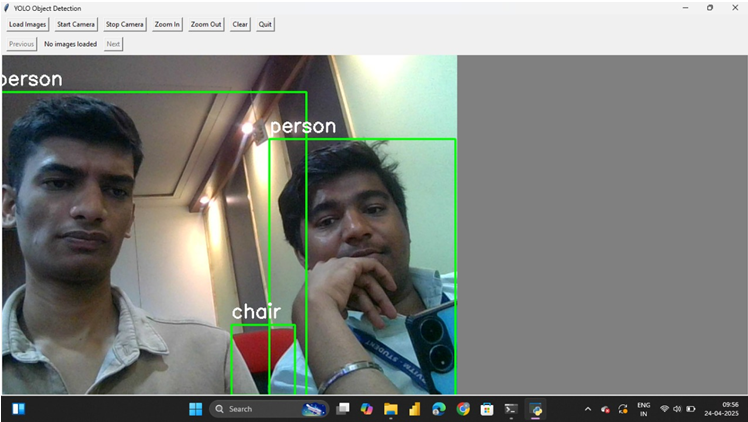 YOLO Object Detection
Load Images Start Camera Stop Camera Zoom In Zoom Out Clear Quit
Previous No images loaded Next
person
person
chair
STUDENT
Search
ENG
IN
09:56
24-04-2025